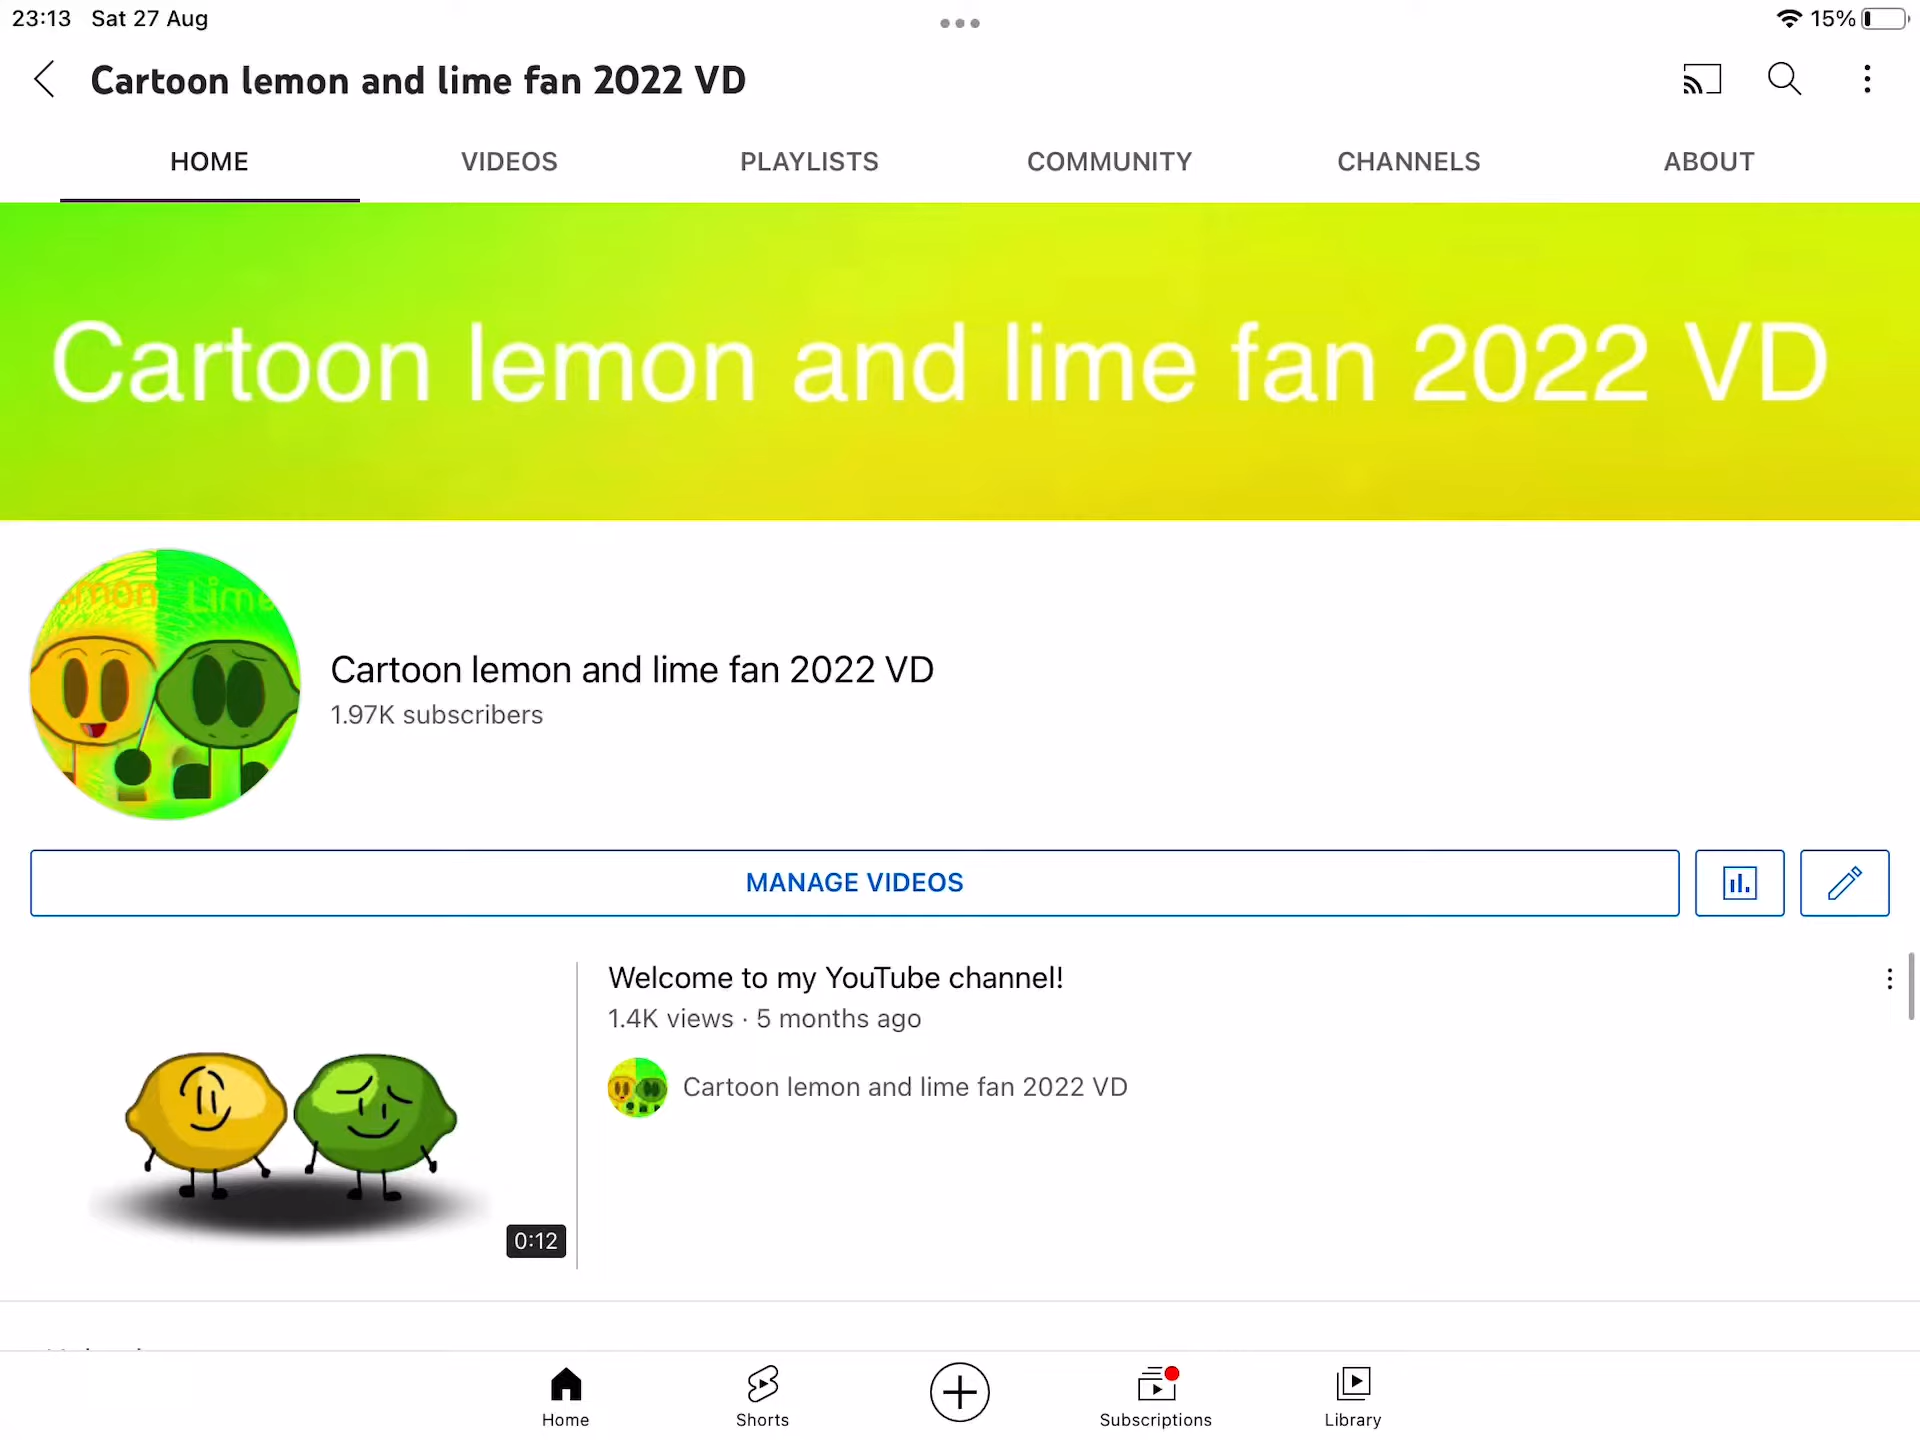 23:13 Sat 27 Aug
15%
Cartoon lemon and lime fan 2022 VD
HOME VIDEOS PLAYLISTS COMMUNITY CHANNELS ABOUT
Cartoon lemon and lime fan 2022 VD
Lime
Cartoon lemon and lime fan 2022 VD
1.97K subscribers
MANAGE VIDEOS
Welcome to my YouTube channel!
1.4K views · 5 months ago
Cartoon lemon and lime fan 2022 VD
0:12
Home Shorts Subscriptions Library